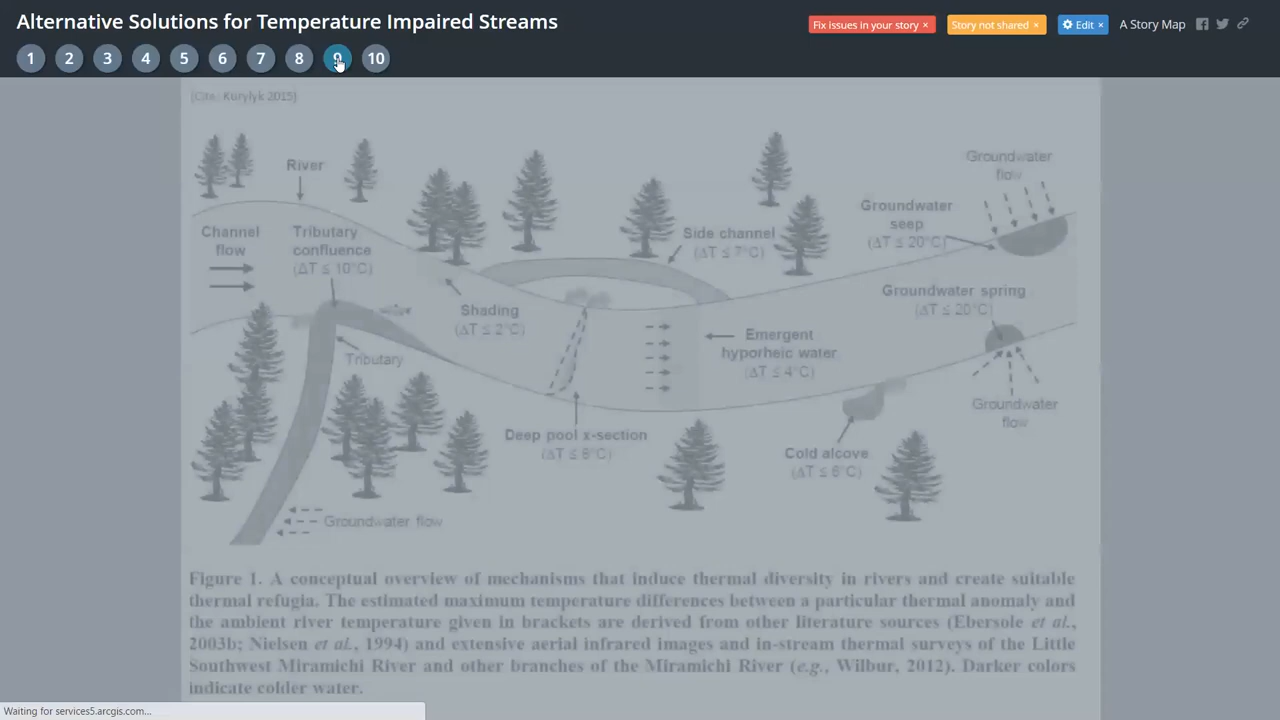 Alternative Solutions for Temperature Impaired Streams
Fix issues in your story ×
Story not shared ×
Edit ×
A Story Map
1 2 3 4 5 6 7 8 9 10
[Cite: Kurylyk 2015]
River
Groundwater
flow
Channel
flow
Tributary
confluence
(ΔT ≤ 10°C)
Side channel
(ΔT ≤ 7°C)
Groundwater
seep
(ΔT ≤ 20°C)
Shading
(ΔT ≤ 2°C)
Groundwater spring
(ΔT ≤ 20°C)
Tributary
Emergent
hyporheic water
(ΔT ≤ 4°C)
Groundwater
flow
Deep pool x-section
Cold alcove
Groundwater flow
Figure 1. A conceptual overview of mechanisms that induce thermal diversity in rivers and create suitable
thermal refugia. The estimated maximum temperature differences between a particular thermal anomaly and
the ambient river temperature given in brackets are derived from other literature sources (Ebersole et al.,
2003b; Nielsen et al., 1994) and extensive aerial infrared images and in-stream thermal surveys of the Little
Southwest Miramichi River and other branches of the Miramichi River (e.g., Wilbur, 2012). Darker colors
indicate colder water.
Waiting for services5.arcgis.com...